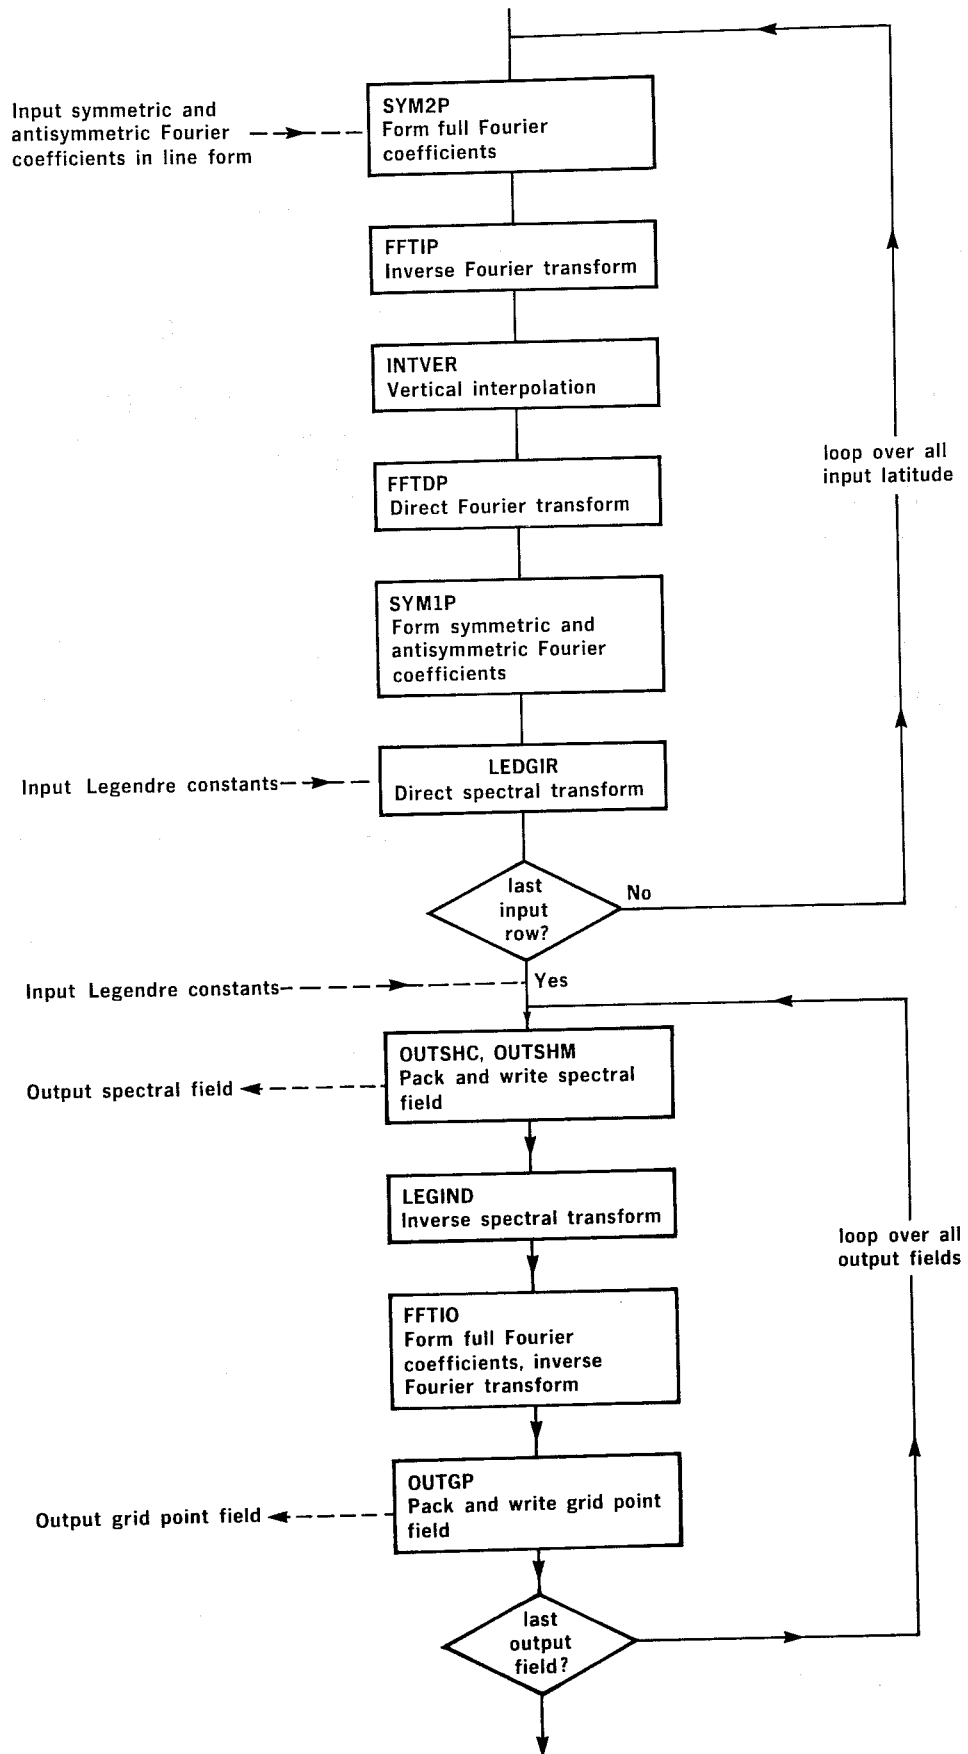 Input symmetric and
antisymmetric Fourier
coefficients in line form
SYM2P
Form full Fourier
coefficients
FFTIP
Inverse Fourier transform
INTVER
Vertical interpolation
loop over all
input latitude
FFTDP
Direct Fourier transform
SYM1P
Form symmetric and
antisymmetric Fourier
coefficients
Input Legendre constants
LEDGIR
Direct spectral transform
last
input
row?
No
Yes
Input Legendre constants
OUTSHC, OUTSHM
Pack and write spectral
field
Output spectral field
LEGIND
Inverse spectral transform
loop over all
output fields
FFTIO
Form full Fourier
coefficients, inverse
Fourier transform
OUTGP
Pack and write grid point
field
Output grid point field
last
output
field?